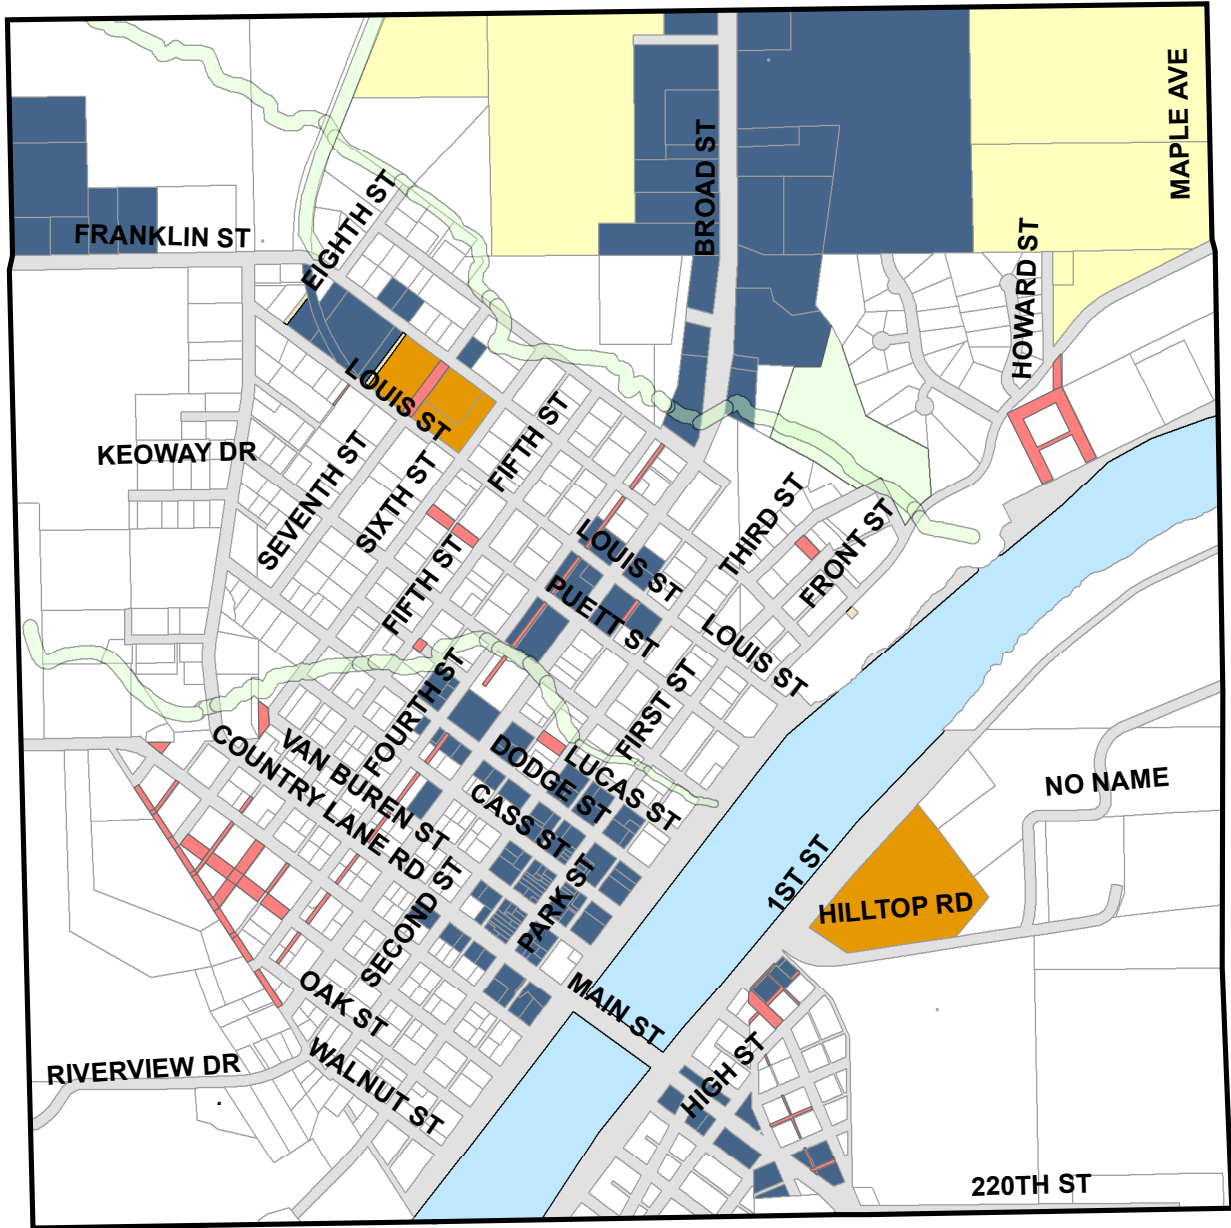 MAPLE AVE
BROAD ST
EIGHTH ST
FRANKLIN ST
HOWARD ST
LOUIS ST
FIFTH ST
KEOWAY DR
SEVENTH ST
SIXTH ST
THIRD ST
FRONT ST
LOUIS ST
FIFTH ST
PUETT ST
LOUIS ST
FIRST ST
FOURTH ST
VAN BUREN ST
COUNTRY LANE RD
DODGE ST
LUCAS ST
CASS ST
NO NAME
1ST ST
PARK ST
SECOND ST
HILLTOP RD
OAK ST
MAIN ST
RIVERVIEW DR
WALNUT ST
HIGH ST
220TH ST